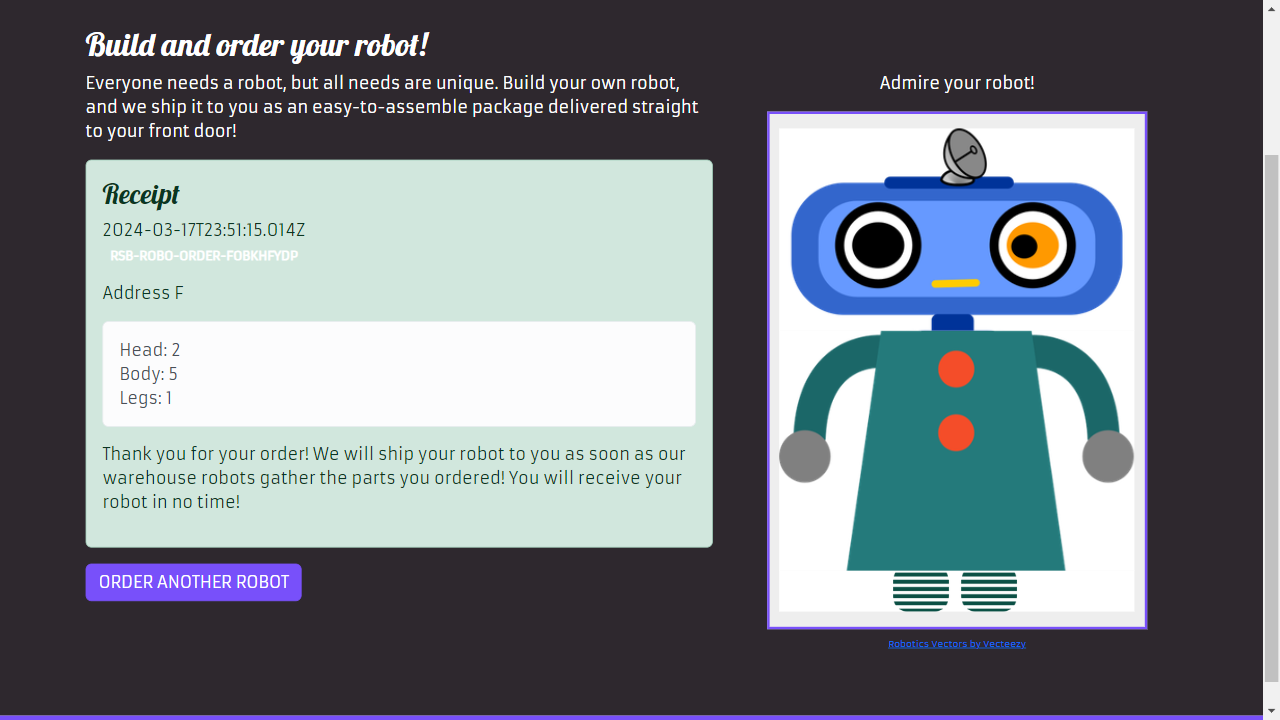 Build and order your robot!
Everyone needs a robot, but all needs are unique. Build your own robot,
and we ship it to you as an easy-to-assemble package delivered straight
to your front door!
Receipt
2024-03-17T23:51:15.014Z
RSB-ROBO-ORDER-FOBKHFYDP
Address F
Head: 2
Body: 5
Legs: 1
Thank you for your order! We will ship your robot to you as soon as our
warehouse robots gather the parts you ordered! You will receive your
robot in no time!
ORDER ANOTHER ROBOT
Admire your robot!
Robotics Vectors by Vecteezy